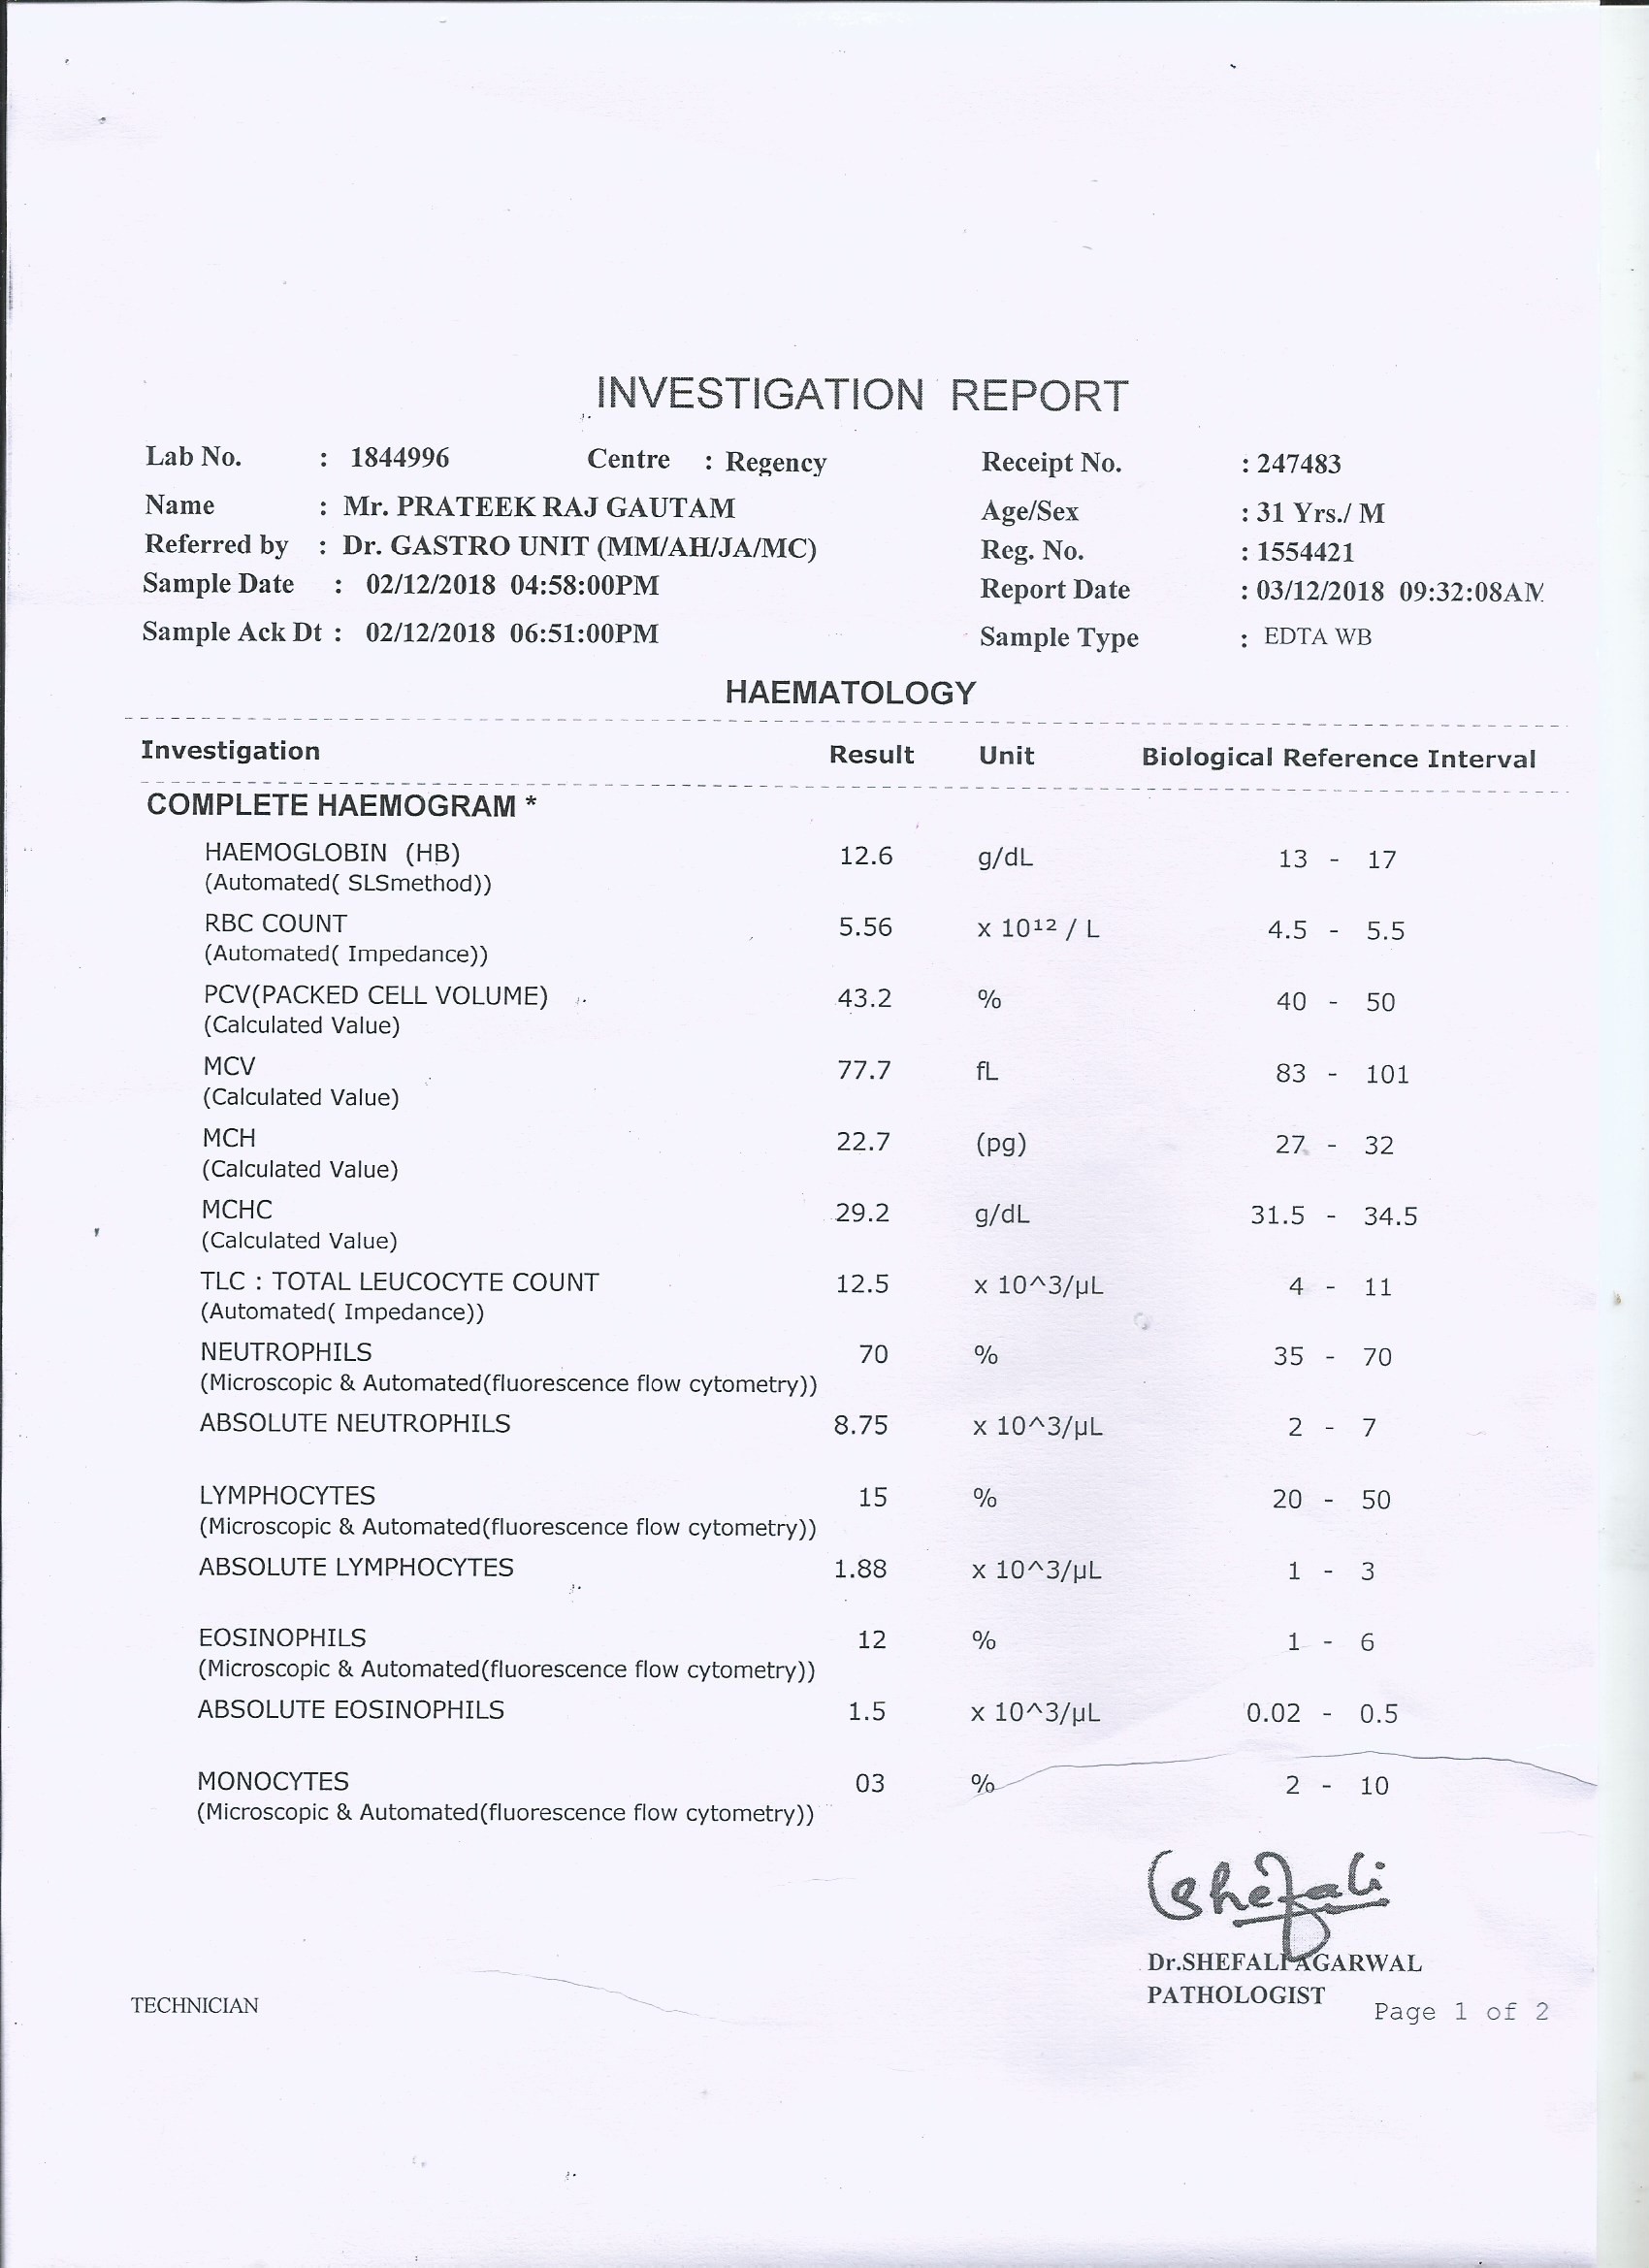 INVESTIGATION REPORT
Lab No. : 1844996 Centre : Regency Receipt No. : 247483
Name : Mr. PRATEEK RAJ GAUTAM Age/Sex : 31 Yrs./ M
Referred by : Dr. GASTRO UNIT (MM/AH/JA/MC) Reg. No. : 1554421
Sample Date : 02/12/2018 04:58:00PM Report Date : 03/12/2018 09:32:08AM
Sample Ack Dt : 02/12/2018 06:51:00PM Sample Type : EDTA WB
HAEMATOLOGY
Investigation Result Unit Biological Reference Interval
COMPLETE HAEMOGRAM *
HAEMOGLOBIN (HB) 12.6 g/dL 13 - 17
(Automated( SLSmethod))
RBC COUNT 5.56 x 10¹² / L 4.5 - 5.5
(Automated( Impedance))
PCV(PACKED CELL VOLUME) 43.2 % 40 - 50
(Calculated Value)
MCV 77.7 fL 83 - 101
(Calculated Value)
MCH 22.7 (pg) 27 - 32
(Calculated Value)
MCHC 29.2 g/dL 31.5 - 34.5
(Calculated Value)
TLC : TOTAL LEUCOCYTE COUNT 12.5 x 10^3/µL 4 - 11
(Automated( Impedance))
NEUTROPHILS 70 % 35 - 70
(Microscopic & Automated(fluorescence flow cytometry))
ABSOLUTE NEUTROPHILS 8.75 x 10^3/µL 2 - 7
LYMPHOCYTES 15 % 20 - 50
(Microscopic & Automated(fluorescence flow cytometry))
ABSOLUTE LYMPHOCYTES 1.88 x 10^3/µL 1 - 3
EOSINOPHILS 12 % 1 - 6
(Microscopic & Automated(fluorescence flow cytometry))
ABSOLUTE EOSINOPHILS 1.5 x 10^3/µL 0.02 - 0.5
MONOCYTES 03 % 2 - 10
(Microscopic & Automated(fluorescence flow cytometry))
Shefali
Dr.SHEFALI AGARWAL
PATHOLOGIST
TECHNICIAN
Page 1 of 2